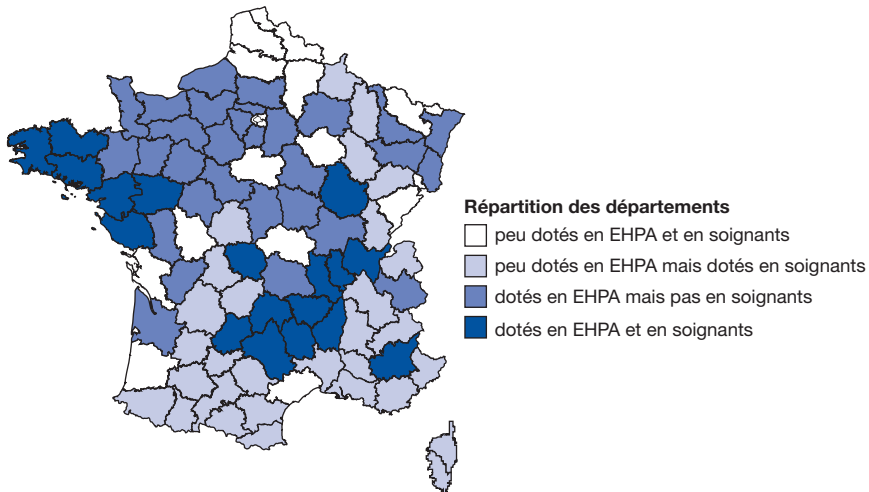 Répartition des départements
peu dotés en EHPA et en soignants
peu dotés en EHPA mais dotés en soignants
dotés en EHPA mais pas en soignants
dotés en EHPA et en soignants